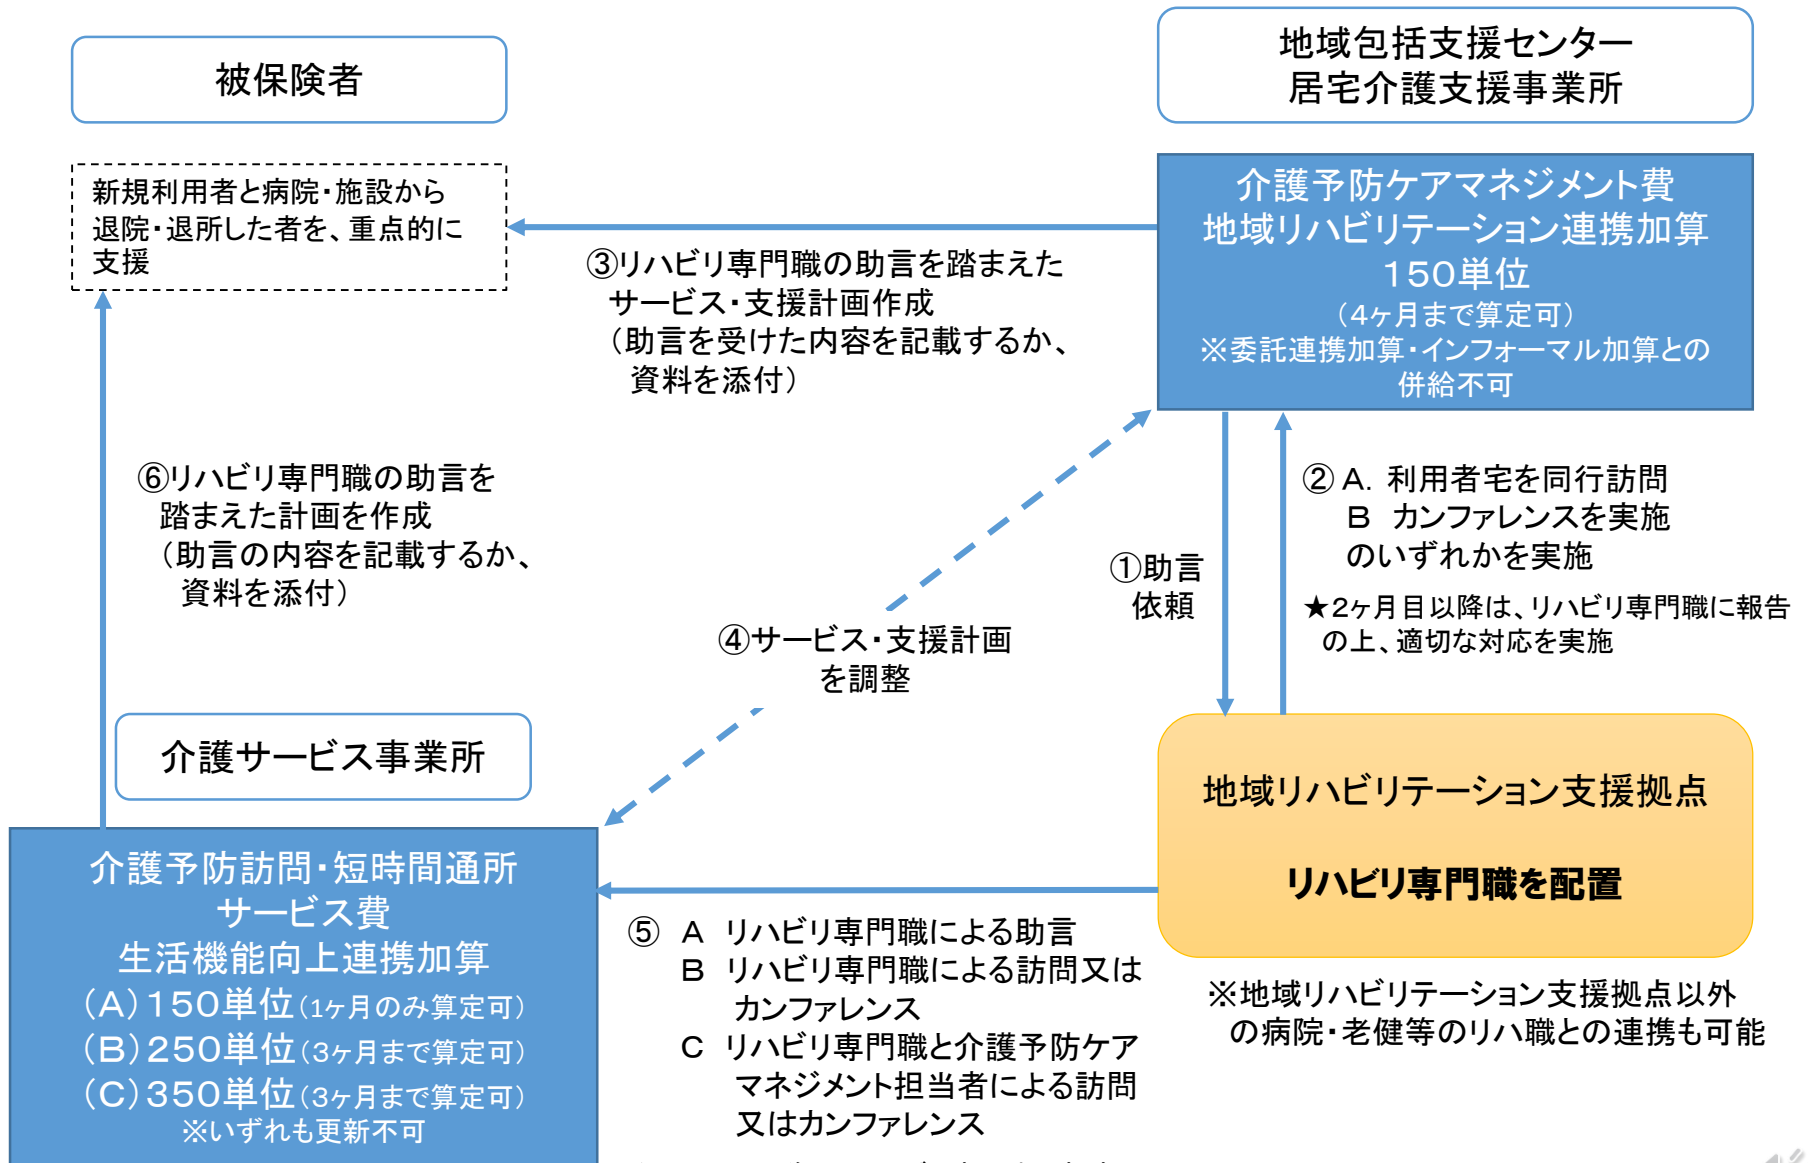 被保険者
地域包括支援センター
居宅介護支援事業所
新規利用者と病院・施設から
退院・退所した者を、重点的に
支援
介護予防ケアマネジメント費
地域リハビリテーション連携加算
150単位
（4ヶ月まで算定可）
※委託連携加算・インフォーマル加算との
併給不可
③リハビリ専門職の助言を踏まえた
サービス・支援計画作成
（助言を受けた内容を記載するか、
資料を添付）
⑥リハビリ専門職の助言を
踏まえた計画を作成
（助言の内容を記載するか、
資料を添付）
①助言
依頼
② A. 利用者宅を同行訪問
B カンファレンスを実施
のいずれかを実施
★2ヶ月目以降は、リハビリ専門職に報告
の上、適切な対応を実施
④サービス・支援計画
を調整
介護サービス事業所
介護予防訪問・短時間通所
サービス費
生活機能向上連携加算
（A）150単位（1ヶ月のみ算定可）
（B）250単位（3ヶ月まで算定可）
（C）350単位（3ヶ月まで算定可）
※いずれも更新不可
地域リハビリテーション支援拠点
リハビリ専門職を配置
⑤ A リハビリ専門職による助言
B リハビリ専門職による訪問又は
カンファレンス
C リハビリ専門職と介護予防ケア
マネジメント担当者による訪問
又はカンファレンス
※地域リハビリテーション支援拠点以外
の病院・老健等のリハ職との連携も可能